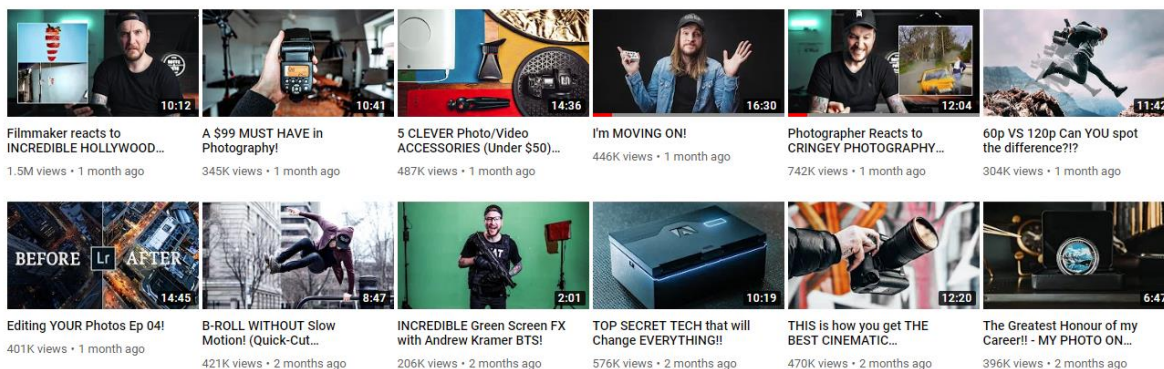 10:12
10:41
14:36
16:30
12:04
11:42
Filmmaker reacts to
INCREDIBLE HOLLYWOOD...
1.5M views • 1 month ago
A $99 MUST HAVE in
Photography!
345K views • 1 month ago
5 CLEVER Photo/Video
ACCESSORIES (Under $50)...
487K views • 1 month ago
I'm MOVING ON!
446K views • 1 month ago
Photographer Reacts to
CRINGEY PHOTOGRAPHY...
742K views • 1 month ago
60p VS 120p Can YOU spot
the difference?!?
304K views • 1 month ago
BEFORE Lr AFTER
14:45
8:47
2:01
10:19
12:20
6:47
Editing YOUR Photos Ep 04!
401K views • 1 month ago
B-ROLL WITHOUT Slow
Motion! (Quick-Cut...
421K views • 2 months ago
INCREDIBLE Green Screen FX
with Andrew Kramer BTS!
206K views • 2 months ago
TOP SECRET TECH that will
Change EVERYTHING!!
576K views • 2 months ago
THIS is how you get THE
BEST CINEMATIC...
470K views • 2 months ago
The Greatest Honour of my
Career!! - MY PHOTO ON...
396K views • 2 months ago